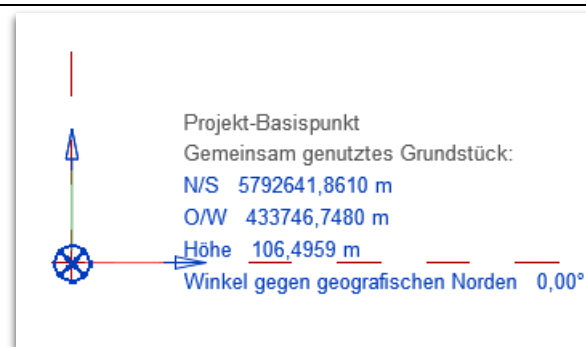 Projekt-Basispunkt
Gemeinsam genutztes Grundstück:
N/S 5792641,8610 m
O/W 433746,7480 m
Höhe 106,4959 m
Winkel gegen geografischen Norden 0,00°